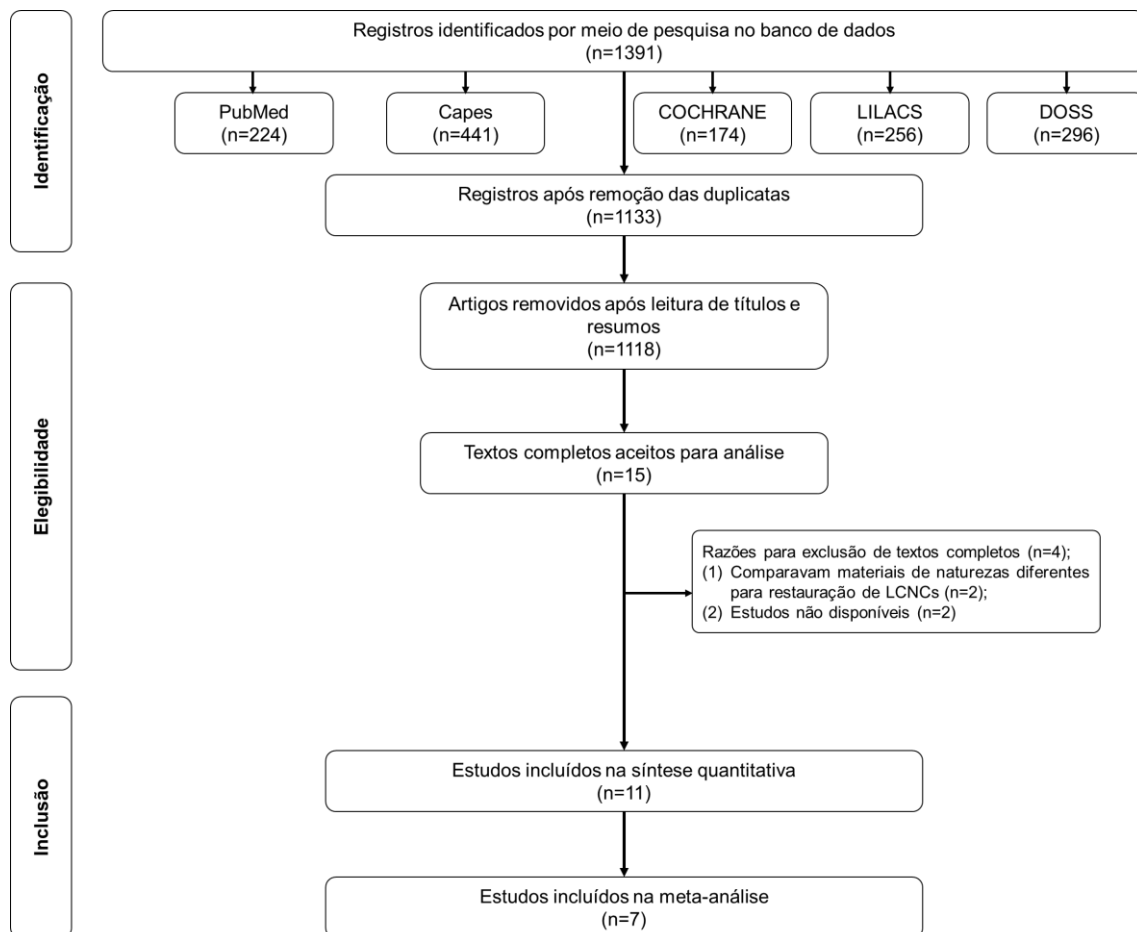 Identificação
Registros identificados por meio de pesquisa no banco de dados
(n=1391)
PubMed
(n=224)
Capes
(n=441)
COCHRANE
(n=174)
LILACS
(n=256)
DOSS
(n=296)
Registros após remoção das duplicatas
(n=1133)
Elegibilidade
Artigos removidos após leitura de títulos e
resumos
(n=1118)
Textos completos aceitos para análise
(n=15)
Razões para exclusão de textos completos (n=4);
(1) Comparavam materiais de naturezas diferentes
para restauração de LCNCs (n=2);
(2) Estudos não disponíveis (n=2)
Inclusão
Estudos incluídos na síntese quantitativa
(n=11)
Estudos incluídos na meta-análise
(n=7)